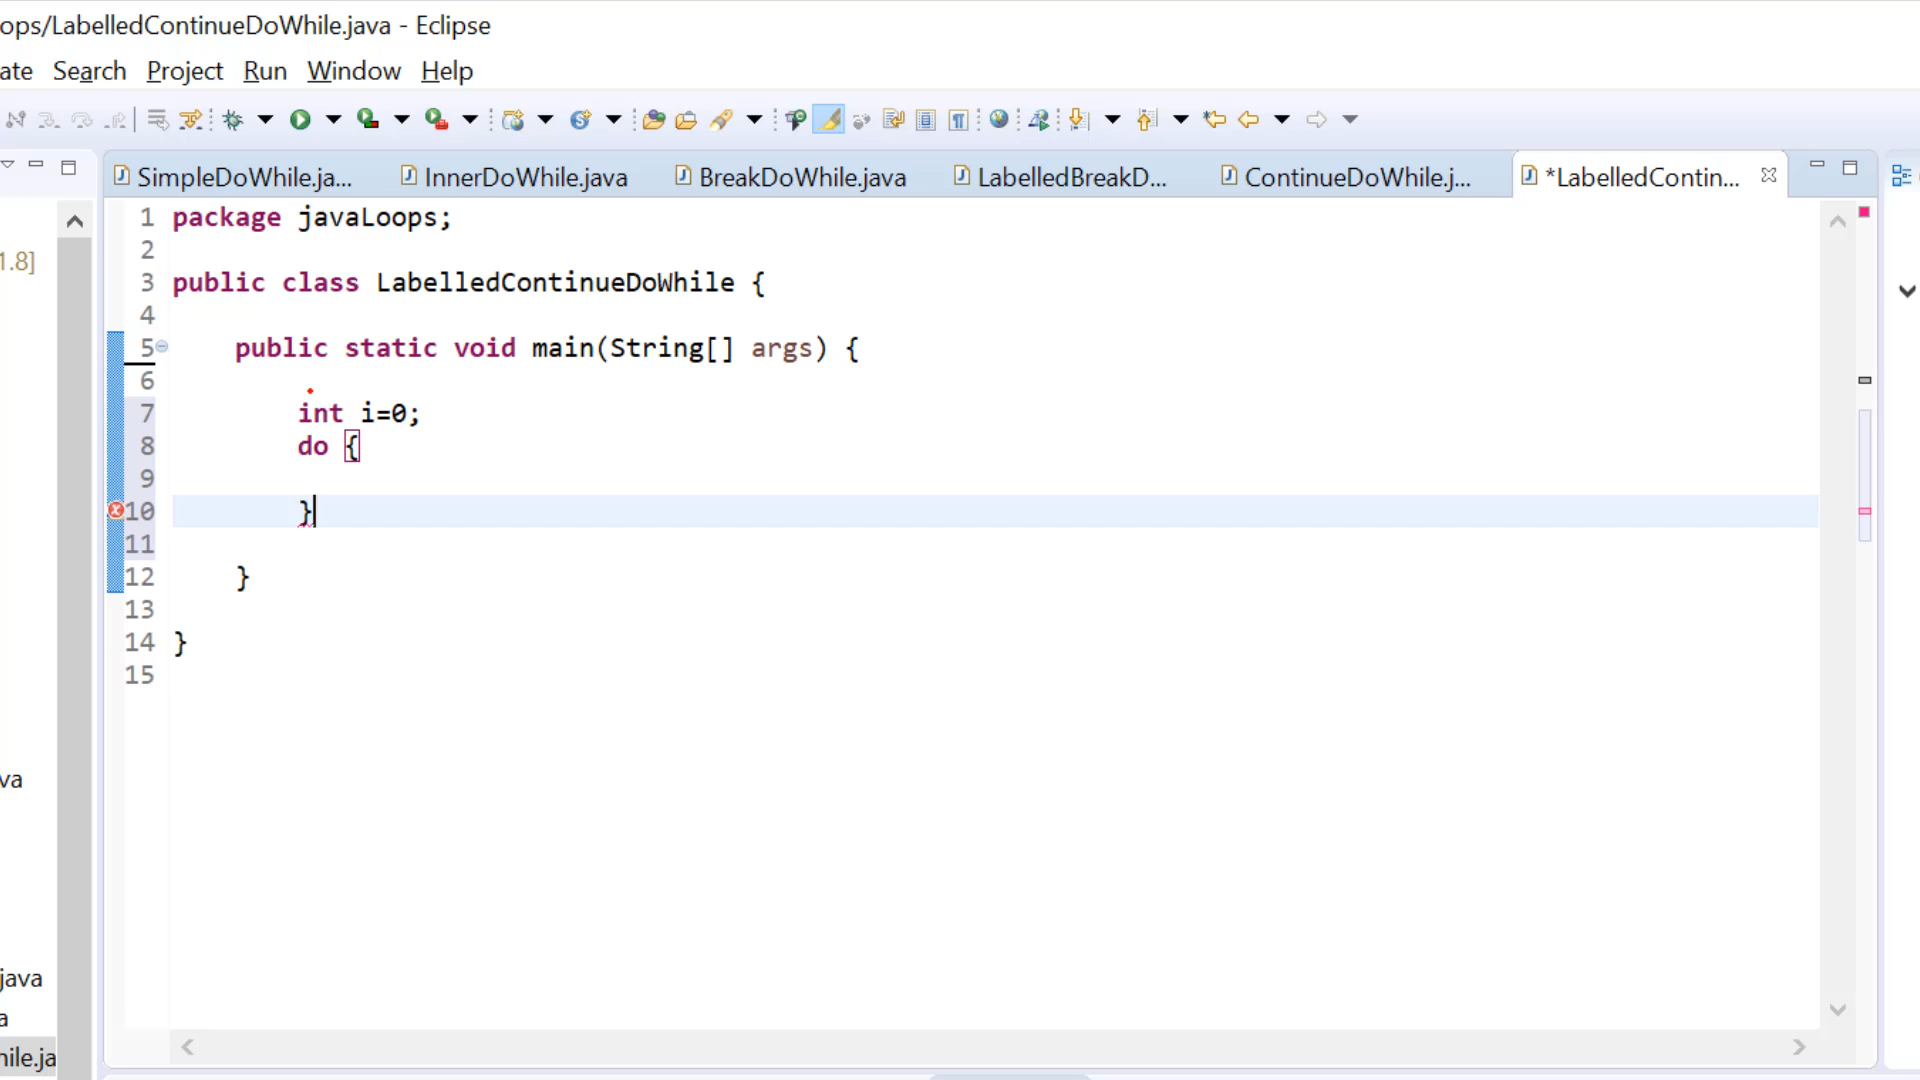 ops/LabelledContinueDoWhile.java - Eclipse
ate Search Project Run Window Help
SimpleDoWhile.ja... InnerDoWhile.java BreakDoWhile.java LabelledBreakD... ContinueDoWhile.j... *LabelledContin...
1 package javaLoops;
2
3 public class LabelledContinueDoWhile {
4
5 public static void main(String[] args) {
6
7 int i=0;
8 do {
9
10 }
11
12 }
13
14 }
15
1.8]
va
java
a
hile.ja